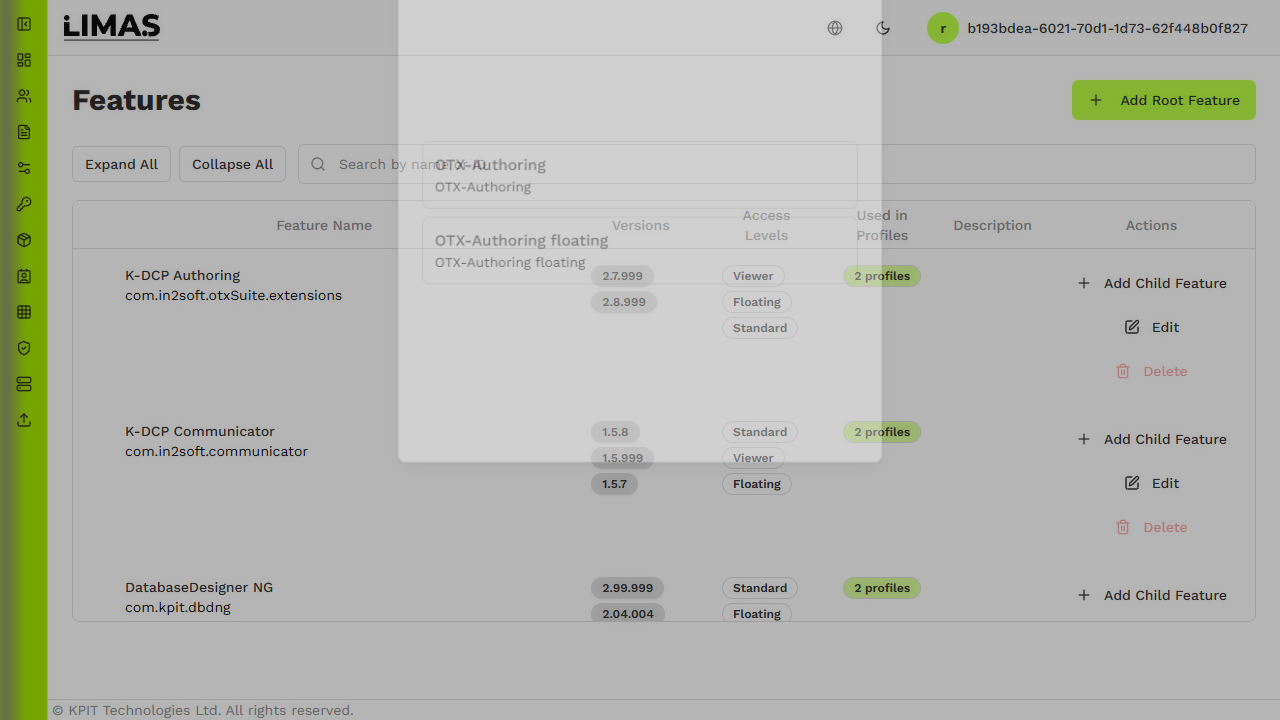 LIMAS
r
b193bdea-6021-70d1-1d73-62f448b0f827
Features
Add Root Feature
Expand All
Collapse All
Search by name or ID
OTX-Authoring
OTX-Authoring
OTX-Authoring floating
OTX-Authoring floating
Feature Name
Versions
Access Levels
Used in Profiles
Description
Actions
K-DCP Authoring
com.in2soft.otxSuite.extensions
2.7.999
2.8.999
Viewer
Floating
Standard
2 profiles
Add Child Feature
Edit
Delete
K-DCP Communicator
com.in2soft.communicator
1.5.8
1.5.999
1.5.7
Standard
Viewer
Floating
2 profiles
Add Child Feature
Edit
Delete
DatabaseDesigner NG
com.kpit.dbdng
2.99.999
2.04.004
Standard
Floating
2 profiles
Add Child Feature
© KPIT Technologies Ltd. All rights reserved.